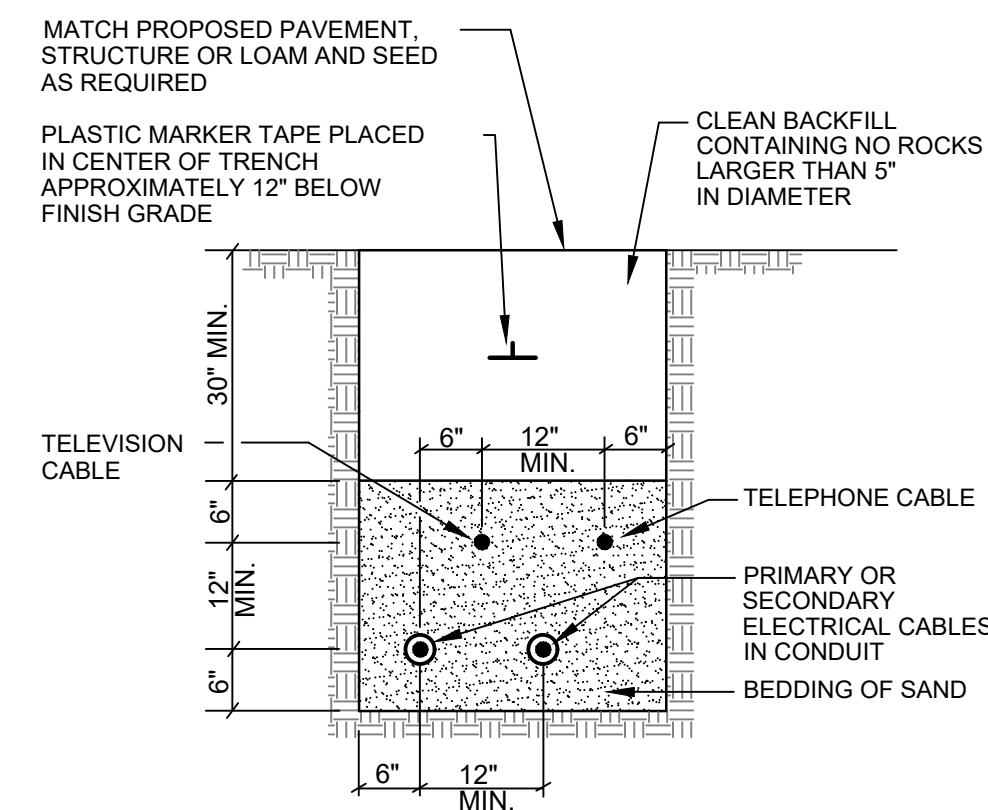 MATCH PROPOSED PAVEMENT,
STRUCTURE OR LOAM AND SEED
AS REQUIRED
PLASTIC MARKER TAPE PLACED
IN CENTER OF TRENCH
APPROXIMATELY 12" BELOW
FINISH GRADE
CLEAN BACKFILL
CONTAINING NO ROCKS
LARGER THAN 5"
IN DIAMETER
30" MIN.
TELEVISION
CABLE
6"
12"
MIN.
6"
6"
12"
MIN.
6"
TELEPHONE CABLE
PRIMARY OR
SECONDARY
ELECTRICAL CABLES
IN CONDUIT
BEDDING OF SAND
6"
12"
MIN.